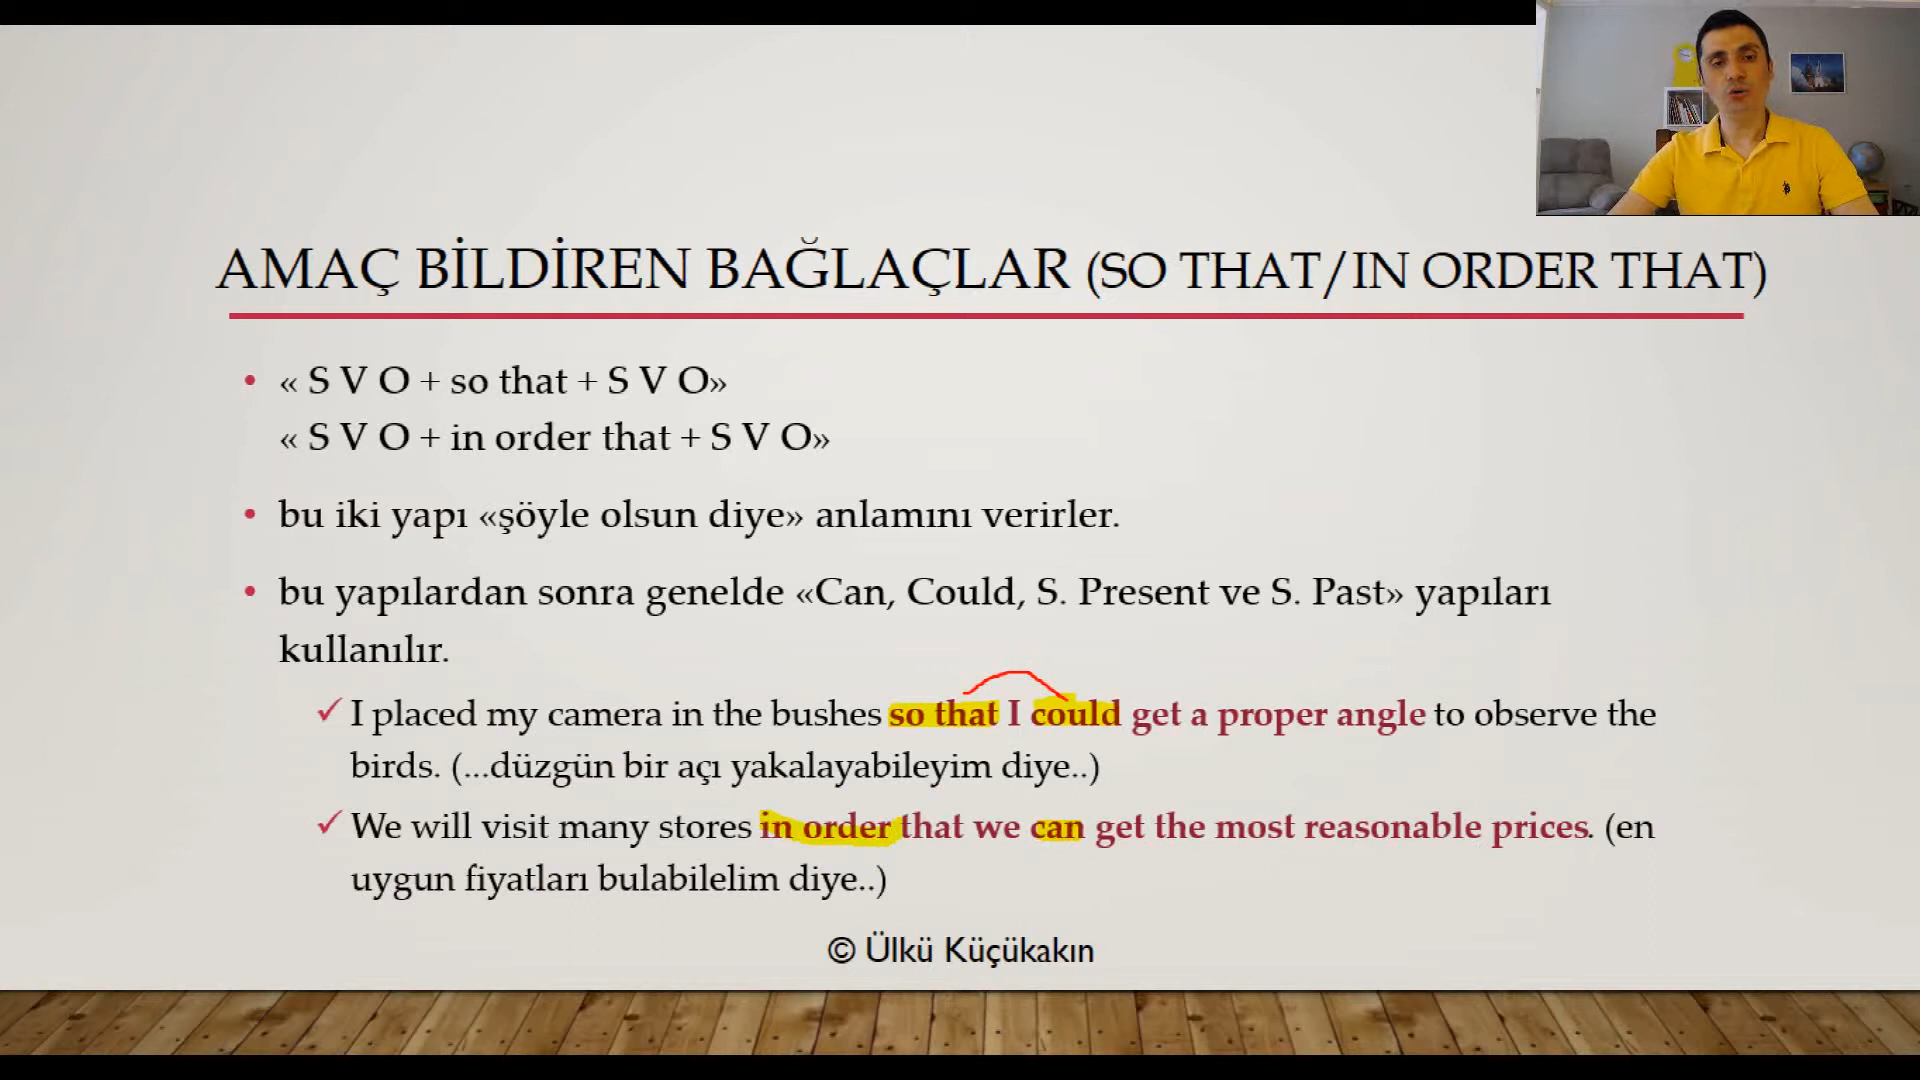 AMAÇ BİLDİREN BAĞLAÇLAR (SO THAT/IN ORDER THAT)
• « S V O + so that + S V O»
« S V O + in order that + S V O»
• bu iki yapı «şöyle olsun diye» anlamını verirler.
• bu yapılardan sonra genelde «Can, Could, S. Present ve S. Past» yapıları
kullanılır.
✓ I placed my camera in the bushes so that I could get a proper angle to observe the
birds. (...düzgün bir açı yakalayabileyim diye..)
✓ We will visit many stores in order that we can get the most reasonable prices. (en
uygun fiyatları bulabilelim diye..)
© Ülkü Küçükakın